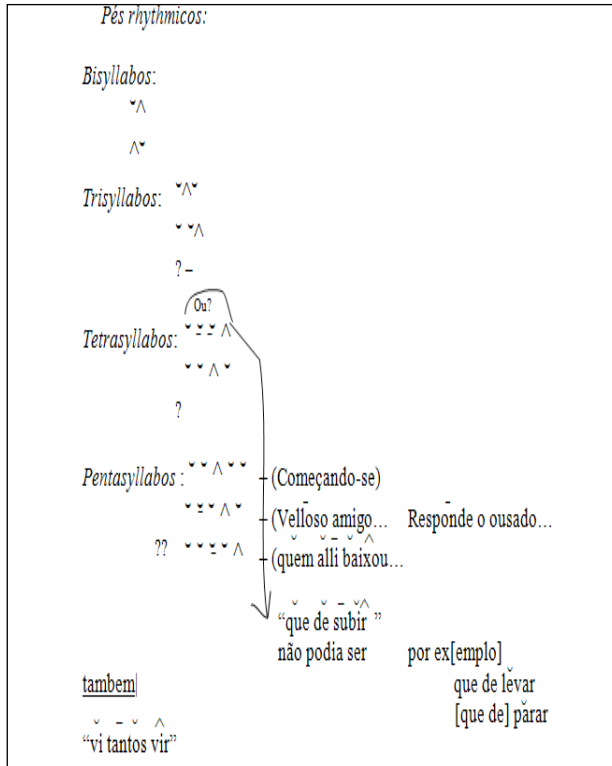 Pés rhythmicos:
Bisyllabos:
˘^
^˘
Trisyllabos: ˘^˘
˘ ˘^
? –
Ou?
Tetrasyllabos: ˘ ˘̲ ˘̲ ^
˘ ˘ ^ ˘
?
Pentasyllabos : ˘ ˘ ^ ˘ ˘ – (Começando-se)
˘ ˘̲ ˘ ^ ˘ – (Velloso amigo... Responde o ousado...
?? ˘ ˘ ˘̲ ˘ ^ – (quem alli baixou...
“que de subir ”
não podia ser por ex[emplo]
que de levar
tambem [que de] parar
“vi tantos vir”